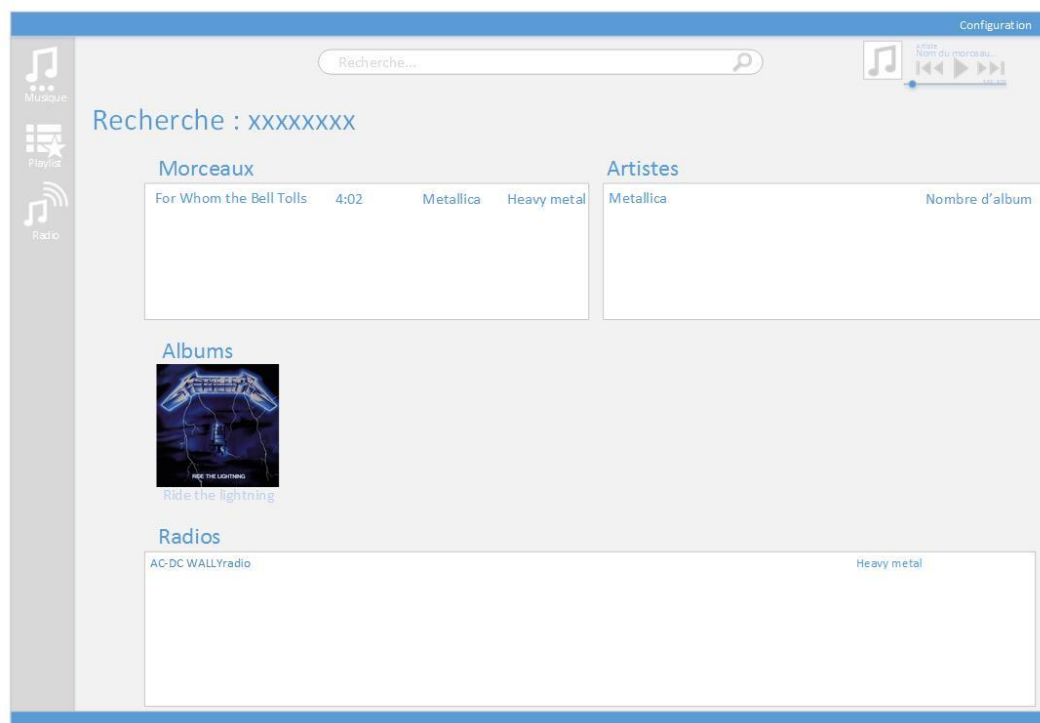 Configuration
Musique
Playlist
Radio
Recherche...
Artiste
Nom du morceau...
Recherche : xxxxxxxx
Morceaux
For Whom the Bell Tolls 4:02 Metallica Heavy metal
Artistes
Metallica Nombre d'album
Albums
METALLICA
RIDE THE LIGHTNING
Ride the lightning
Radios
AC-DC WALLYradio Heavy metal